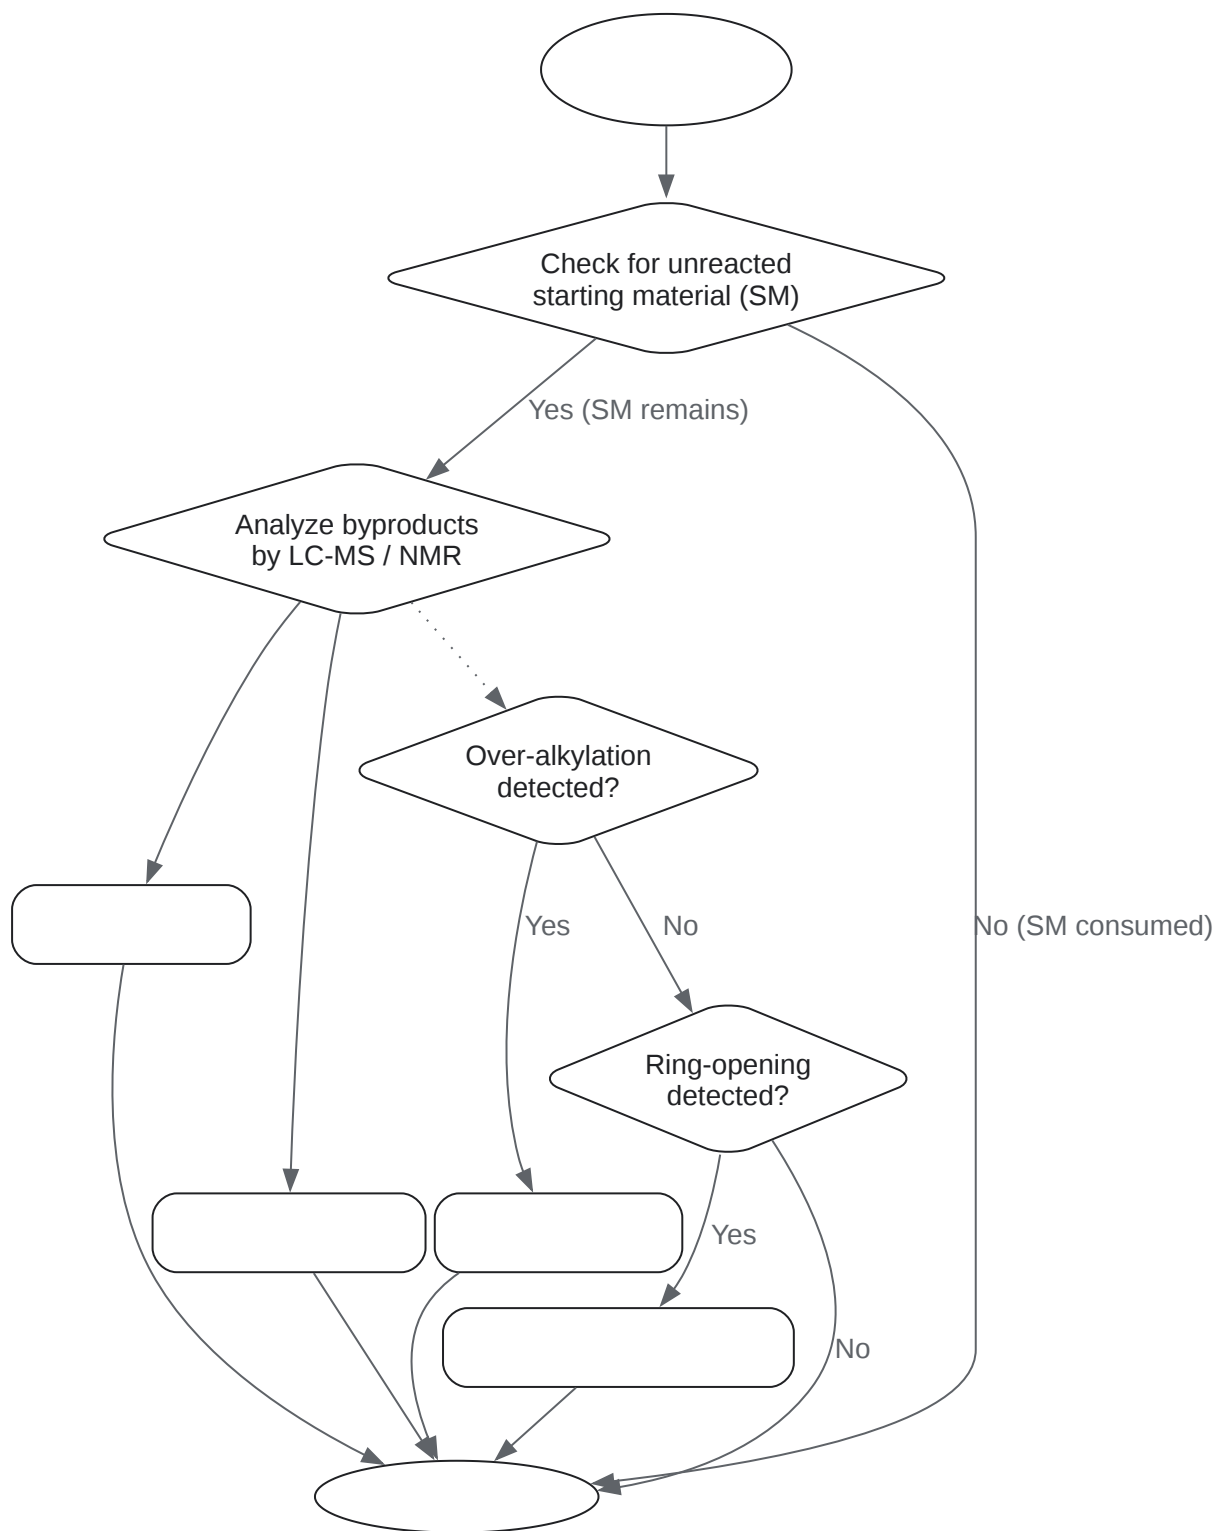 Check for unreacted
starting material (SM)
Yes (SM remains)
Analyze byproducts
by LC-MS / NMR
Over-alkylation
detected?
Yes
No
No (SM consumed)
Ring-opening
detected?
Yes
No